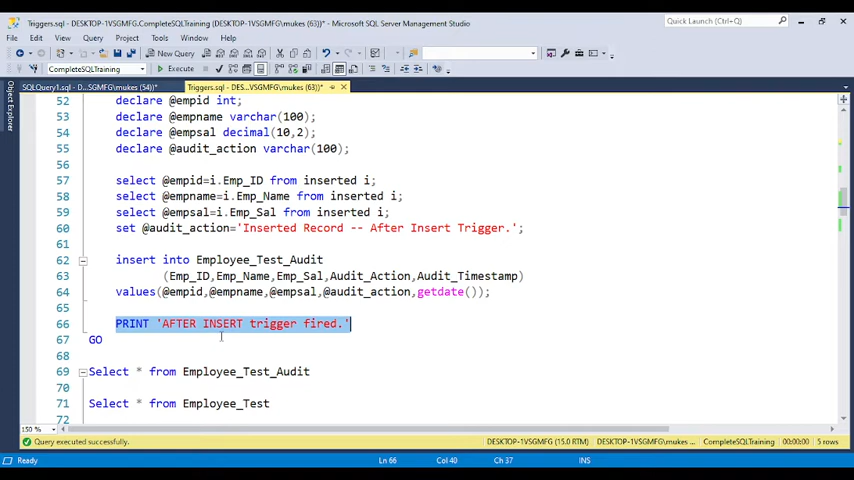 Triggers.sql - DESKTOP-1VSGMFG.CompleteSQLTraining (DESKTOP-1VSGMFG\mukes (63))* - Microsoft SQL Server Management Studio
Quick Launch (Ctrl+Q)
File Edit View Query Project Tools Window Help
New Query
CompleteSQLTraining Execute
SQLQuery1.sql - D...SGMFG\mukes (54))* Triggers.sql - DES...VSGMFG\mukes (63))*
Object Explorer
52 declare @empid int;
53 declare @empname varchar(100);
54 declare @empsal decimal(10,2);
55 declare @audit_action varchar(100);
56
57 select @empid=i.Emp_ID from inserted i;
58 select @empname=i.Emp_Name from inserted i;
59 select @empsal=i.Emp_Sal from inserted i;
60 set @audit_action='Inserted Record -- After Insert Trigger.';
61
62 insert into Employee_Test_Audit
63 (Emp_ID,Emp_Name,Emp_Sal,Audit_Action,Audit_Timestamp)
64 values(@empid,@empname,@empsal,@audit_action,getdate());
65
66 PRINT 'AFTER INSERT trigger fired.'
67 GO
68
69 Select * from Employee_Test_Audit
70
71 Select * from Employee_Test
72
150 %
Query executed successfully. DESKTOP-1VSGMFG (15.0 RTM) DESKTOP-1VSGMFG\mukes ... CompleteSQLTraining 00:00:00 5 rows
Ready Ln 66 Col 40 Ch 37 INS